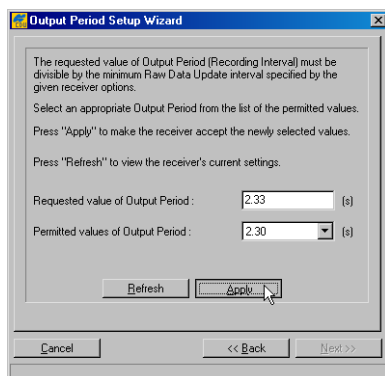 Output Period Setup Wizard
The requested value of Output Period (Recording Interval) must be
divisible by the minimum Raw Data Update interval specified by the
given receiver options.
Select an appropriate Output Period from the list of the permitted values.
Press "Apply" to make the receiver accept the newly selected values.
Press "Refresh" to view the receiver's current settings.
Requested value of Output Period : 2.33 (s)
Permitted values of Output Period : 2.30 (s)
Refresh Apply
Cancel << Back Next >>